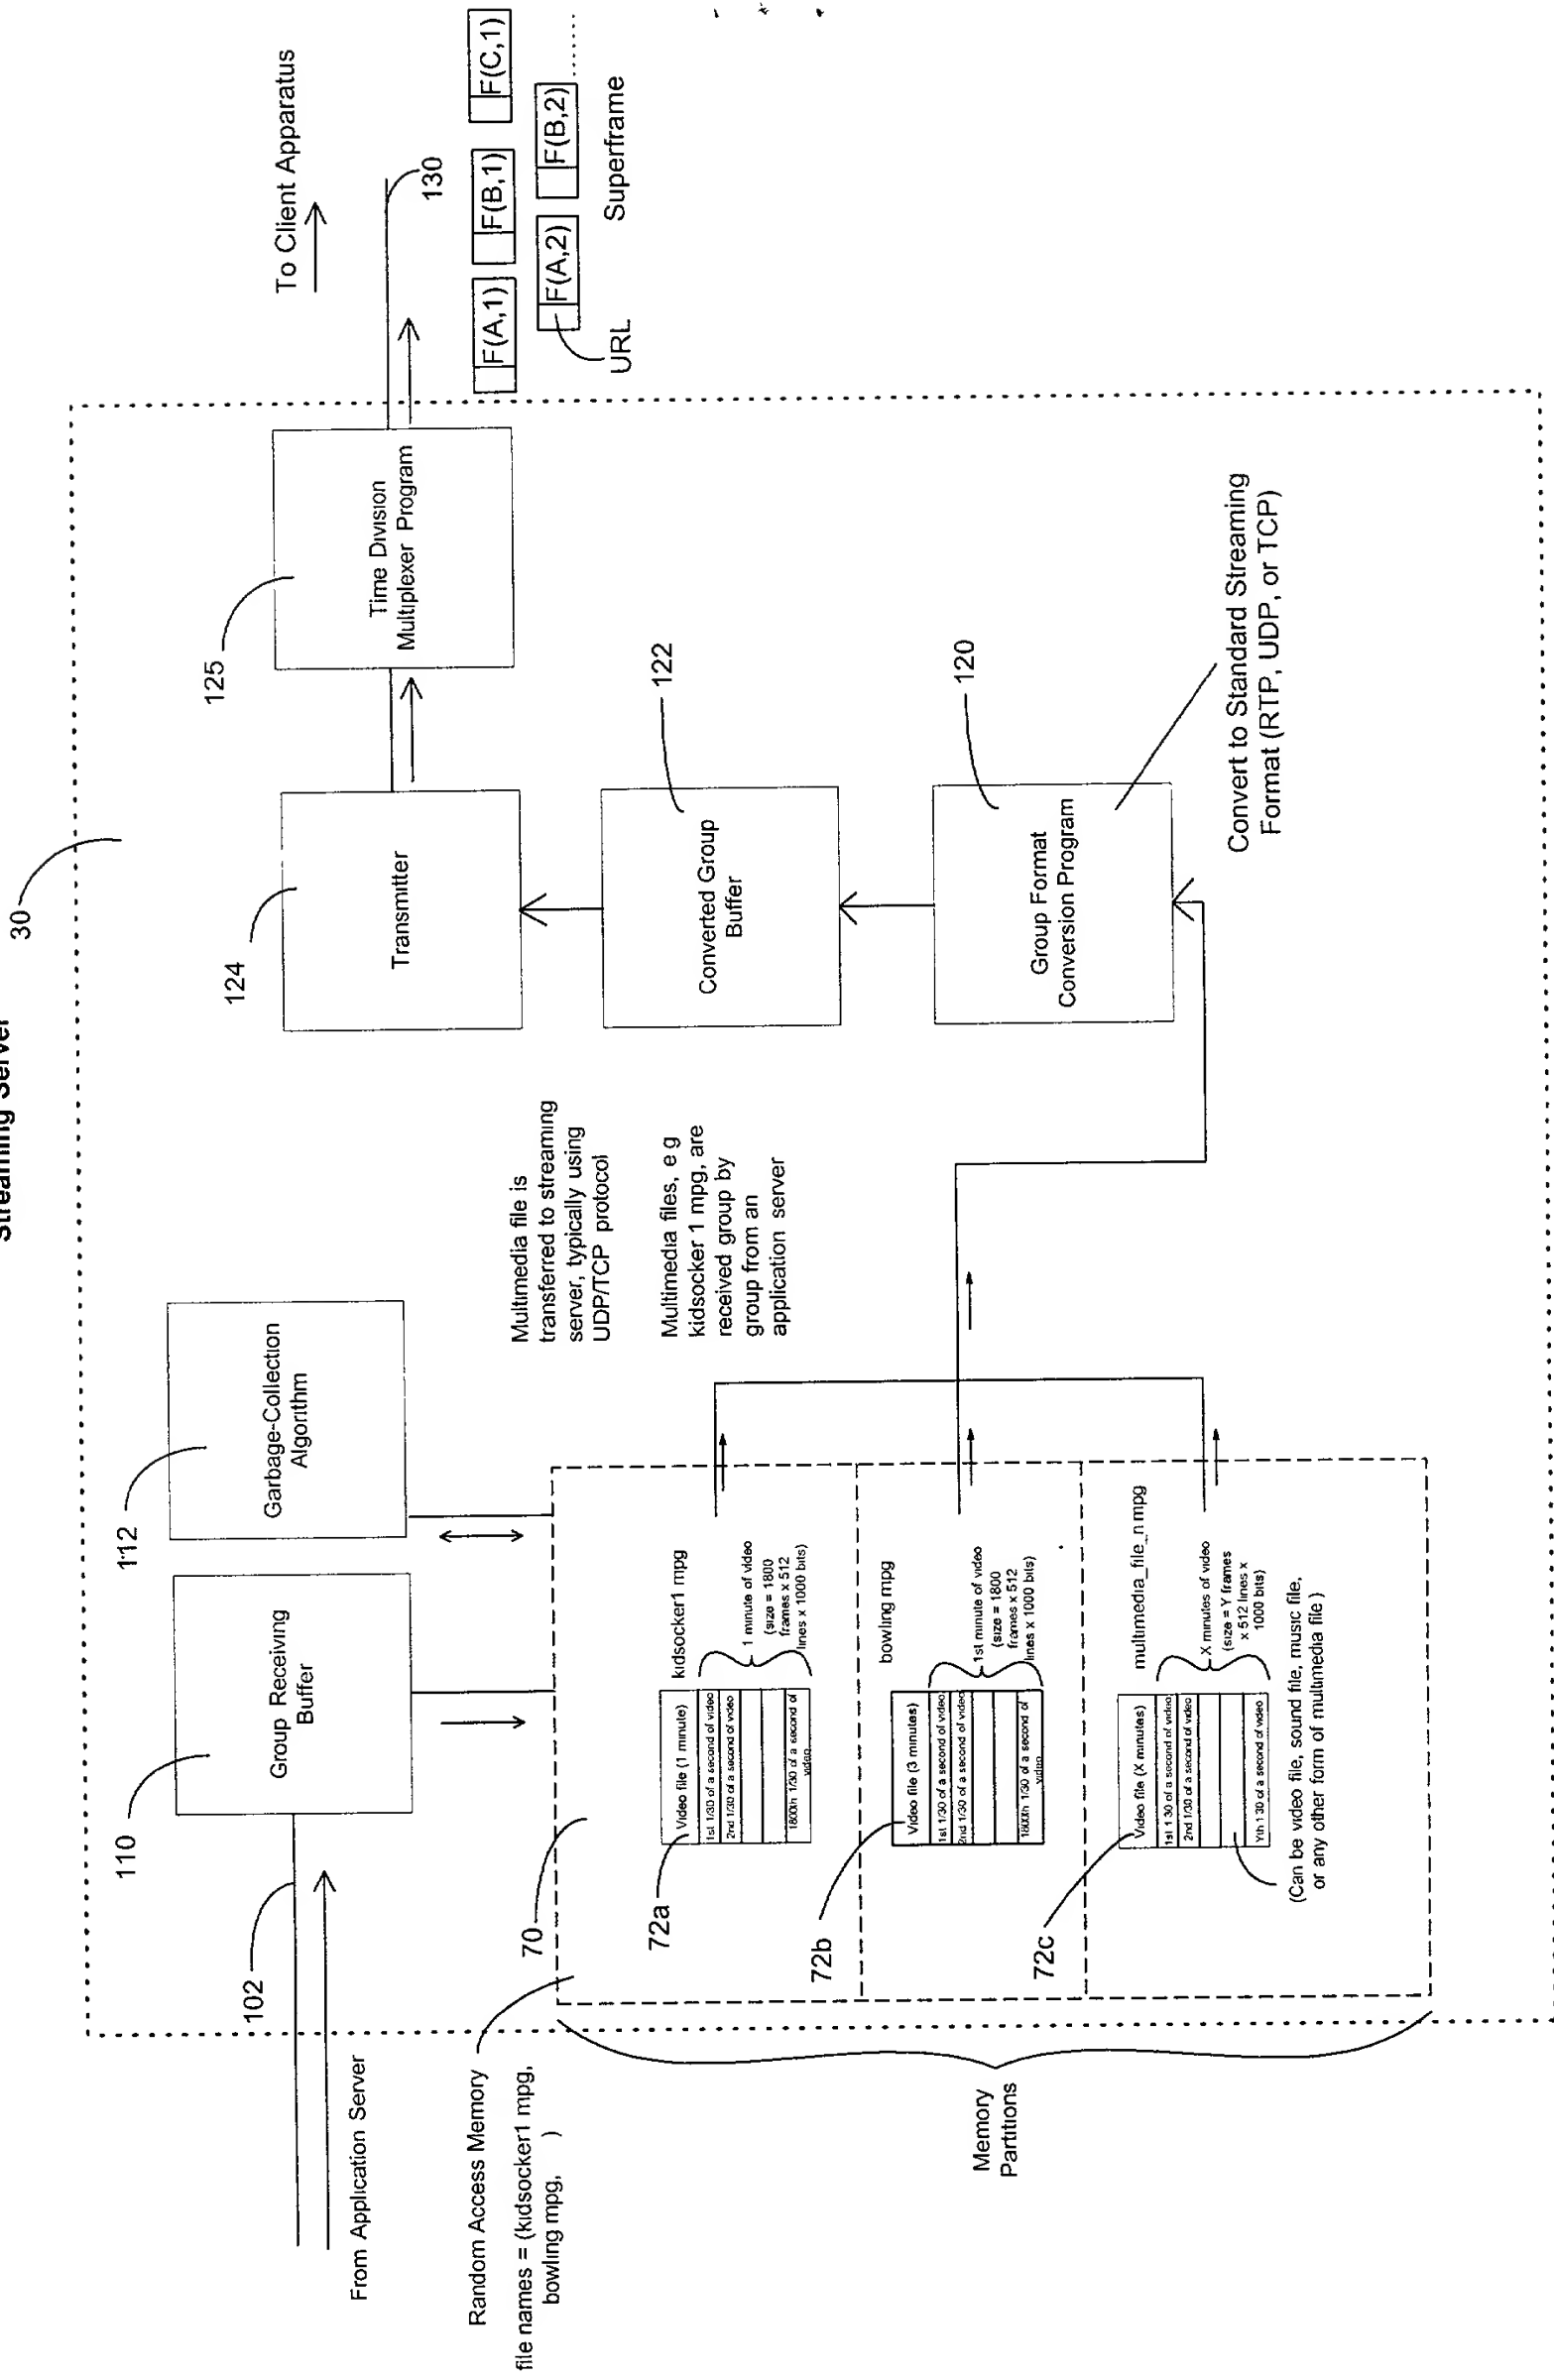 Streaming Server
30
To Client Apparatus
130
F(A,1) F(B,1) F(C,1)
F(A,2) F(B,2) ......
URL
Superframe
125
Time Division
Multiplexer Program
124
Transmitter
122
Converted Group
Buffer
120
Group Format
Conversion Program
Convert to Standard Streaming
Format (RTP, UDP, or TCP)
112
Garbage-Collection
Algorithm
110
Group Receiving
Buffer
102
From Application Server
Multimedia file is
transferred to streaming
server, typically using
UDP/TCP protocol
Multimedia files, e g
kidsocker 1 mpg, are
received group by
group from an
application server
Random Access Memory
file names = (kidsocker1 mpg,
bowling mpg, )
70
72a
Video file (1 minute)
1st 1/30 of a second of video
2nd 1/30 of a second of video
1800th 1/30 of a second of
video
kidsocker1 mpg
1 minute of video
(size = 1800
frames x 512
lines x 1000 bits)
72b
Video file (3 minutes)
1st 1/30 of a second of video
2nd 1/30 of a second of video
1800th 1/30 of a second of
video
bowling mpg
1st minute of video
(size = 1800
frames x 512
lines x 1000 bits)
72c
Video file (X minutes)
1st 1 30 of a second of video
2nd 1/30 of a second of video
Yth 1 30 of a second of video
multimedia_file_n mpg
X minutes of video
(size = Y frames
x 512 lines x
1000 bits)
(Can be video file, sound file, music file,
or any other form of multimedia file )
Memory
Partitions